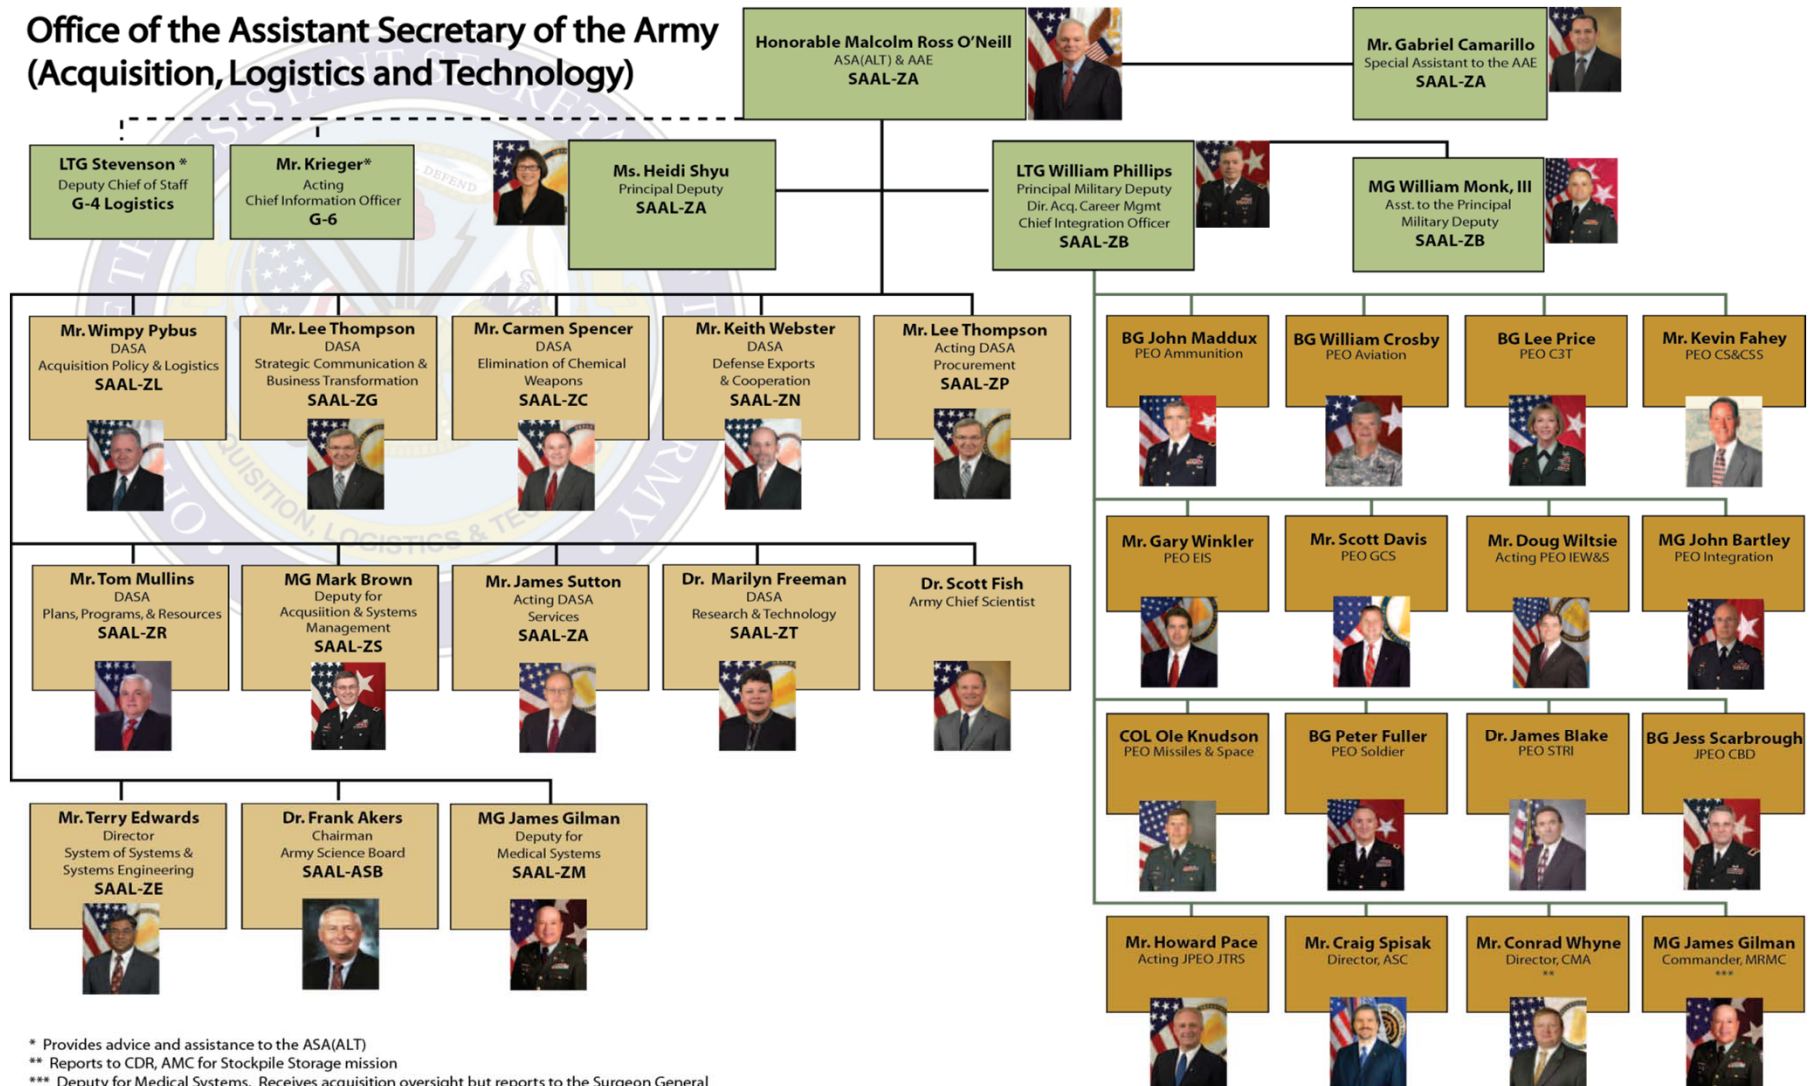 Office of the Assistant Secretary of the Army
(Acquisition, Logistics and Technology)
Honorable Malcolm Ross O'Neill
ASA(ALT) & AAE
SAAL-ZA
Mr. Gabriel Camarillo
Special Assistant to the AAE
SAAL-ZA
LTG Stevenson *
Deputy Chief of Staff
G-4 Logistics
Mr. Krieger*
Acting
Chief Information Officer
G-6
Ms. Heidi Shyu
Principal Deputy
SAAL-ZA
LTG William Phillips
Principal Military Deputy
Dir. Acq. Career Mgmt
Chief Integration Officer
SAAL-ZB
MG William Monk, III
Asst. to the Principal
Military Deputy
SAAL-ZB
Mr. Wimpy Pybus
DASA
Acquisition Policy & Logistics
SAAL-ZL
Mr. Lee Thompson
DASA
Strategic Communication &
Business Transformation
SAAL-ZG
Mr. Carmen Spencer
DASA
Elimination of Chemical
Weapons
SAAL-ZC
Mr. Keith Webster
DASA
Defense Exports
& Cooperation
SAAL-ZN
Mr. Lee Thompson
Acting DASA
Procurement
SAAL-ZP
BG John Maddux
PEO Ammunition
BG William Crosby
PEO Aviation
BG Lee Price
PEO C3T
Mr. Kevin Fahey
PEO CS&CSS
Mr. Tom Mullins
DASA
Plans, Programs, & Resources
SAAL-ZR
MG Mark Brown
Deputy for
Acqusiition & Systems
Management
SAAL-ZS
Mr. James Sutton
Acting DASA
Services
SAAL-ZA
Dr. Marilyn Freeman
DASA
Research & Technology
SAAL-ZT
Dr. Scott Fish
Army Chief Scientist
Mr. Gary Winkler
PEO EIS
Mr. Scott Davis
PEO GCS
Mr. Doug Wiltsie
Acting PEO IEW&S
MG John Bartley
PEO Integration
COL Ole Knudson
PEO Missiles & Space
BG Peter Fuller
PEO Soldier
Dr. James Blake
PEO STRI
BG Jess Scarbrough
JPEO CBD
Mr. Terry Edwards
Director
System of Systems &
Systems Engineering
SAAL-ZE
Dr. Frank Akers
Chairman
Army Science Board
SAAL-ASB
MG James Gilman
Deputy for
Medical Systems
SAAL-ZM
Mr. Howard Pace
Acting JPEO JTRS
Mr. Craig Spisak
Director, ASC
Mr. Conrad Whyne
Director, CMA
**
MG James Gilman
Commander, MRMC
***
* Provides advice and assistance to the ASA(ALT)
** Reports to CDR, AMC for Stockpile Storage mission
*** Deputy for Medical Systems. Receives acquisition oversight but reports to the Surgeon General